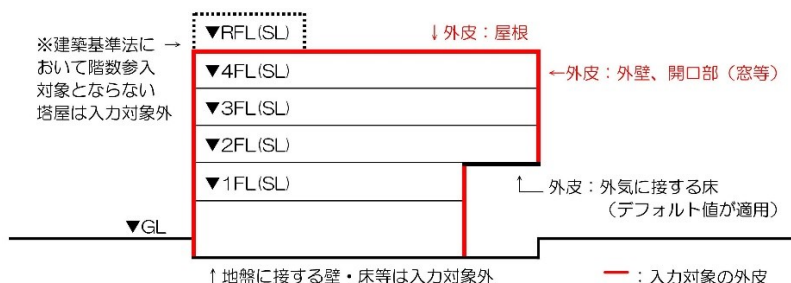 ▼RFL(SL)
↓外皮：屋根
※建築基準法に →
おいて階数参入
対象とならない
塔屋は入力対象外
▼4FL(SL)
←外皮：外壁、開口部（窓等）
▼3FL(SL)
▼2FL(SL)
▼1FL(SL)
外皮：外気に接する床
（デフォルト値が適用）
▼GL
↑地盤に接する壁・床等は入力対象外
：入力対象の外皮